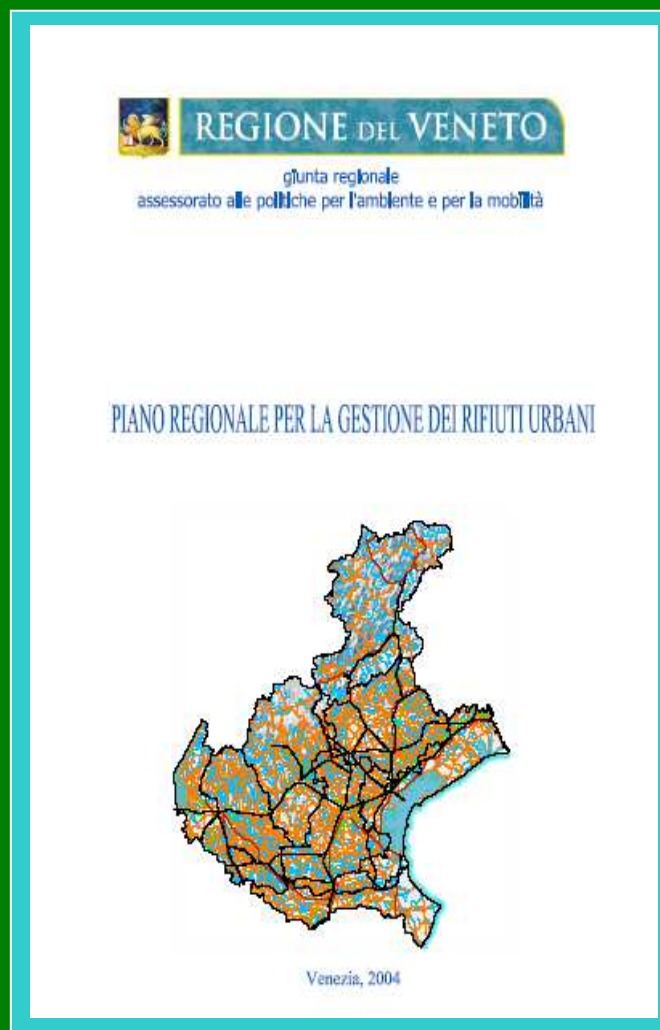 REGIONE DEL VENETO
giunta regionale
assessorato alle politiche per l'ambiente e per la mobilità
PIANO REGIONALE PER LA GESTIONE DEI RIFIUTI URBANI
Venezia, 2004